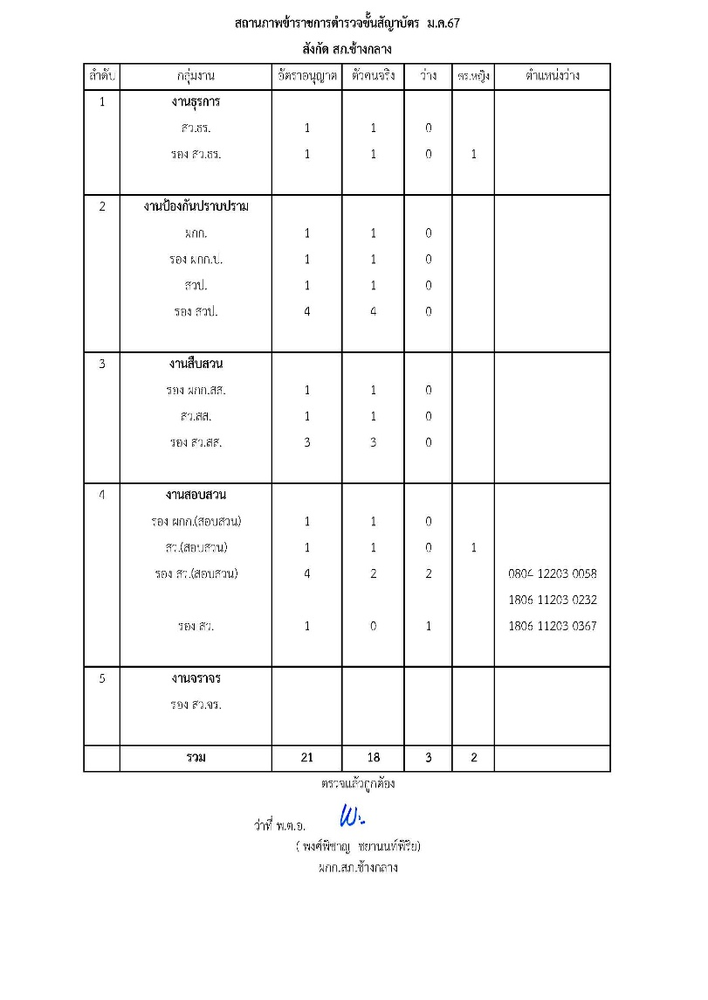 สถานภาพข้าราชการตำรวจชั้นสัญาบัตร ม.ค.67
สังกัด สภ.ช้างกลาง
ลำดับ กลุ่มงาน อัตราอนุญาต ตัวคนจริง ว่าง ตร.หญิง ตำแหน่งว่าง
1 งานธุรการ
สว.ธร. 1 1 0
รอง สว.ธร. 1 1 0 1
2 งานป้องกันปราบปราม
ผกก. 1 1 0
รอง ผกก.ป. 1 1 0
สวป. 1 1 0
รอง สวป. 4 4 0
3 งานสืบสวน
รอง ผกก.สส. 1 1 0
สว.สส. 1 1 0
รอง สว.สส. 3 3 0
4 งานสอบสวน
รอง ผกก.(สอบสวน) 1 1 0
สว.(สอบสวน) 1 1 0 1
รอง สว.(สอบสวน) 4 2 2 0804 12203 0058
1806 11203 0232
รอง สว. 1 0 1 1806 11203 0367
5 งานจราจร
รอง สว.จร.
รวม 21 18 3 2
ตรวจแล้วถูกต้อง
ว่าที่ พ.ต.อ.
( พงศ์พิชาญ ชยานนท์พิริย)
ผกก.สภ.ช้างกลาง